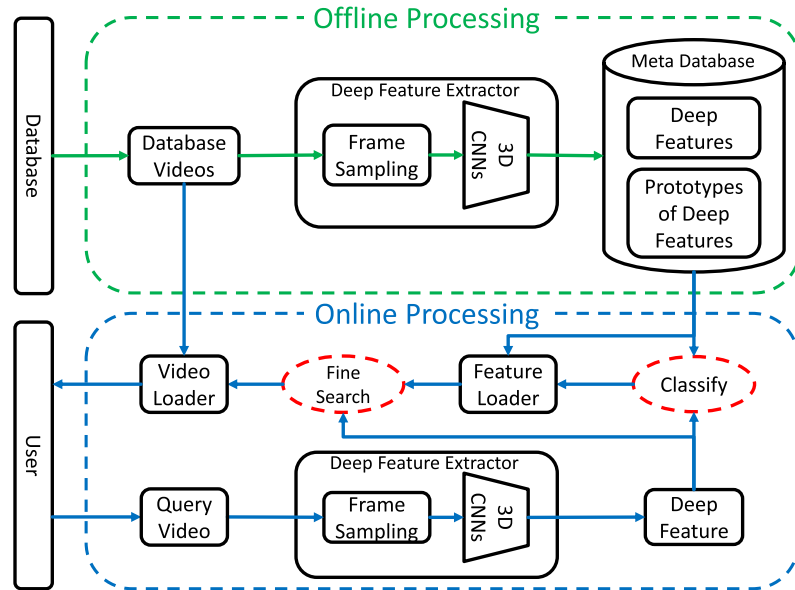 Offline Processing
Database
Database
Videos
Deep Feature Extractor
Frame
Sampling
3D
CNNs
Meta Database
Deep
Features
Prototypes
of Deep
Features
Online Processing
User
Video
Loader
Fine
Search
Feature
Loader
Classify
Query
Video
Deep Feature Extractor
Frame
Sampling
3D
CNNs
Deep
Feature